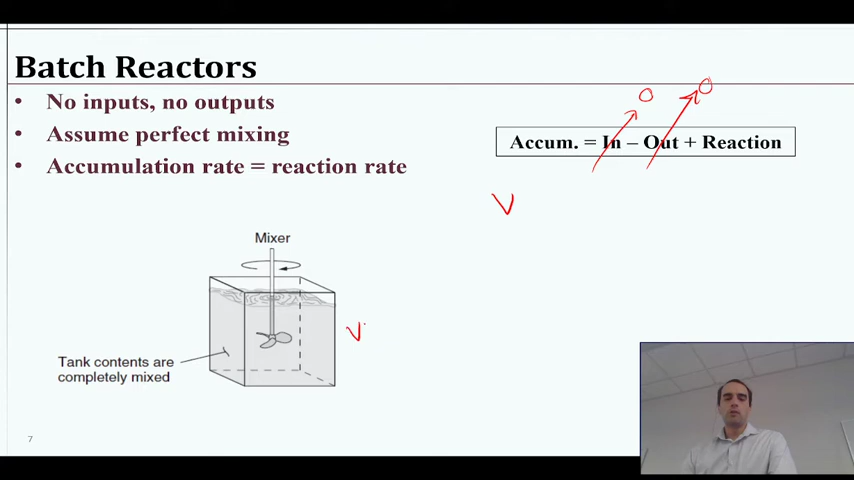 Batch Reactors
• No inputs, no outputs
• Assume perfect mixing
• Accumulation rate = reaction rate
0 0
Accum. = In – Out + Reaction
V
Mixer
V
Tank contents are
completely mixed
7